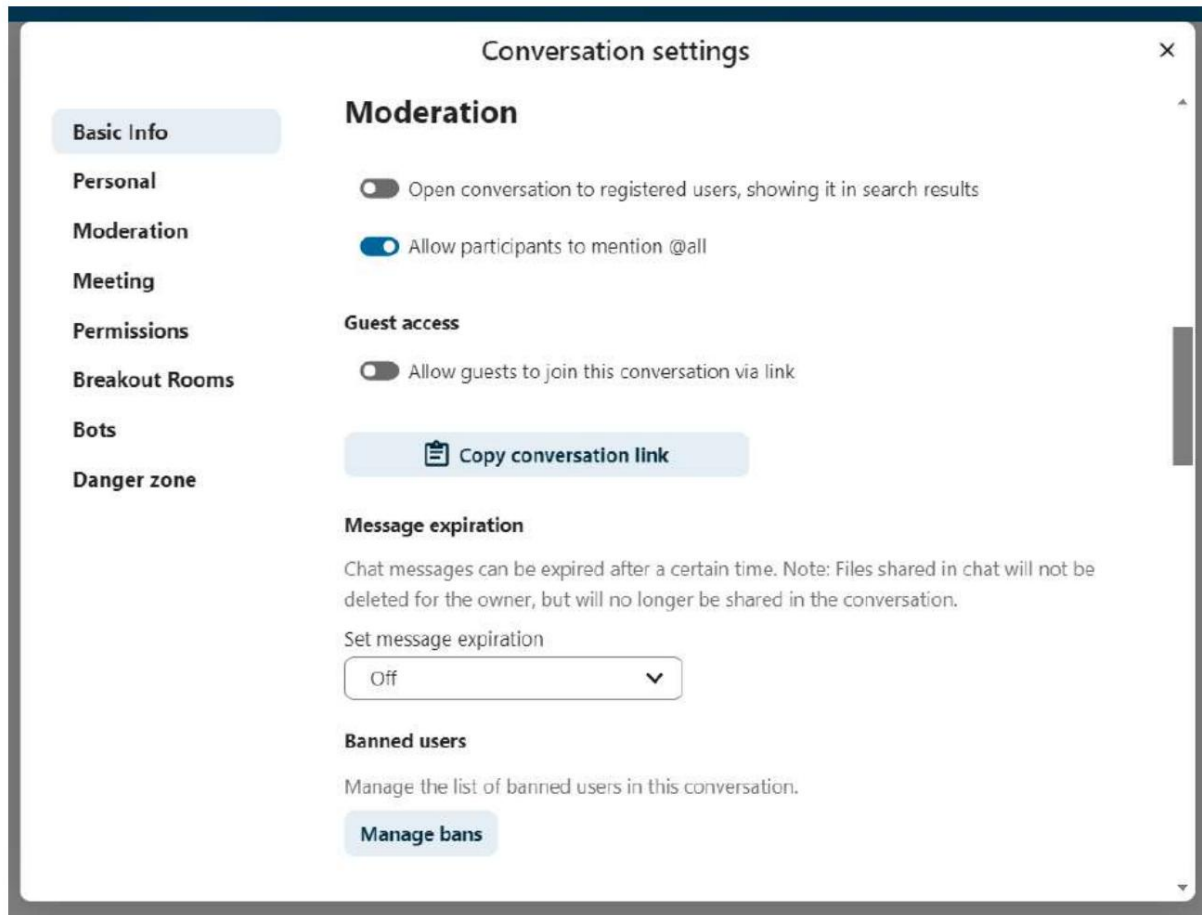 Conversation settings
Basic Info
Personal
Moderation
Meeting
Permissions
Breakout Rooms
Bots
Danger zone
Moderation
Open conversation to registered users, showing it in search results
Allow participants to mention @all
Guest access
Allow guests to join this conversation via link
Copy conversation link
Message expiration
Chat messages can be expired after a certain time. Note: Files shared in chat will not be
deleted for the owner, but will no longer be shared in the conversation.
Set message expiration
Off
Banned users
Manage the list of banned users in this conversation.
Manage bans